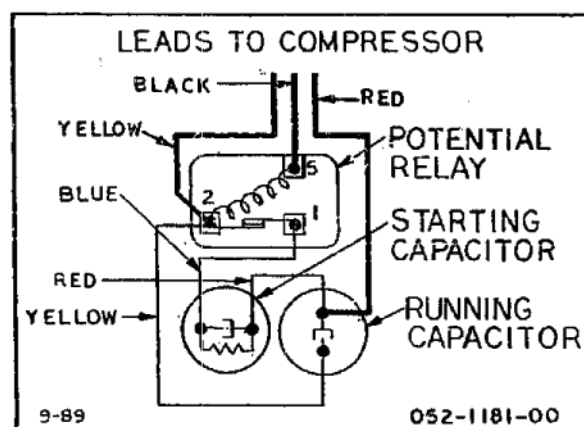 LEADS TO COMPRESSOR
BLACK
RED
YELLOW
POTENTIAL
RELAY
5
2
1
BLUE
STARTING
CAPACITOR
RED
YELLOW
RUNNING
CAPACITOR
9-89
052-1181-00